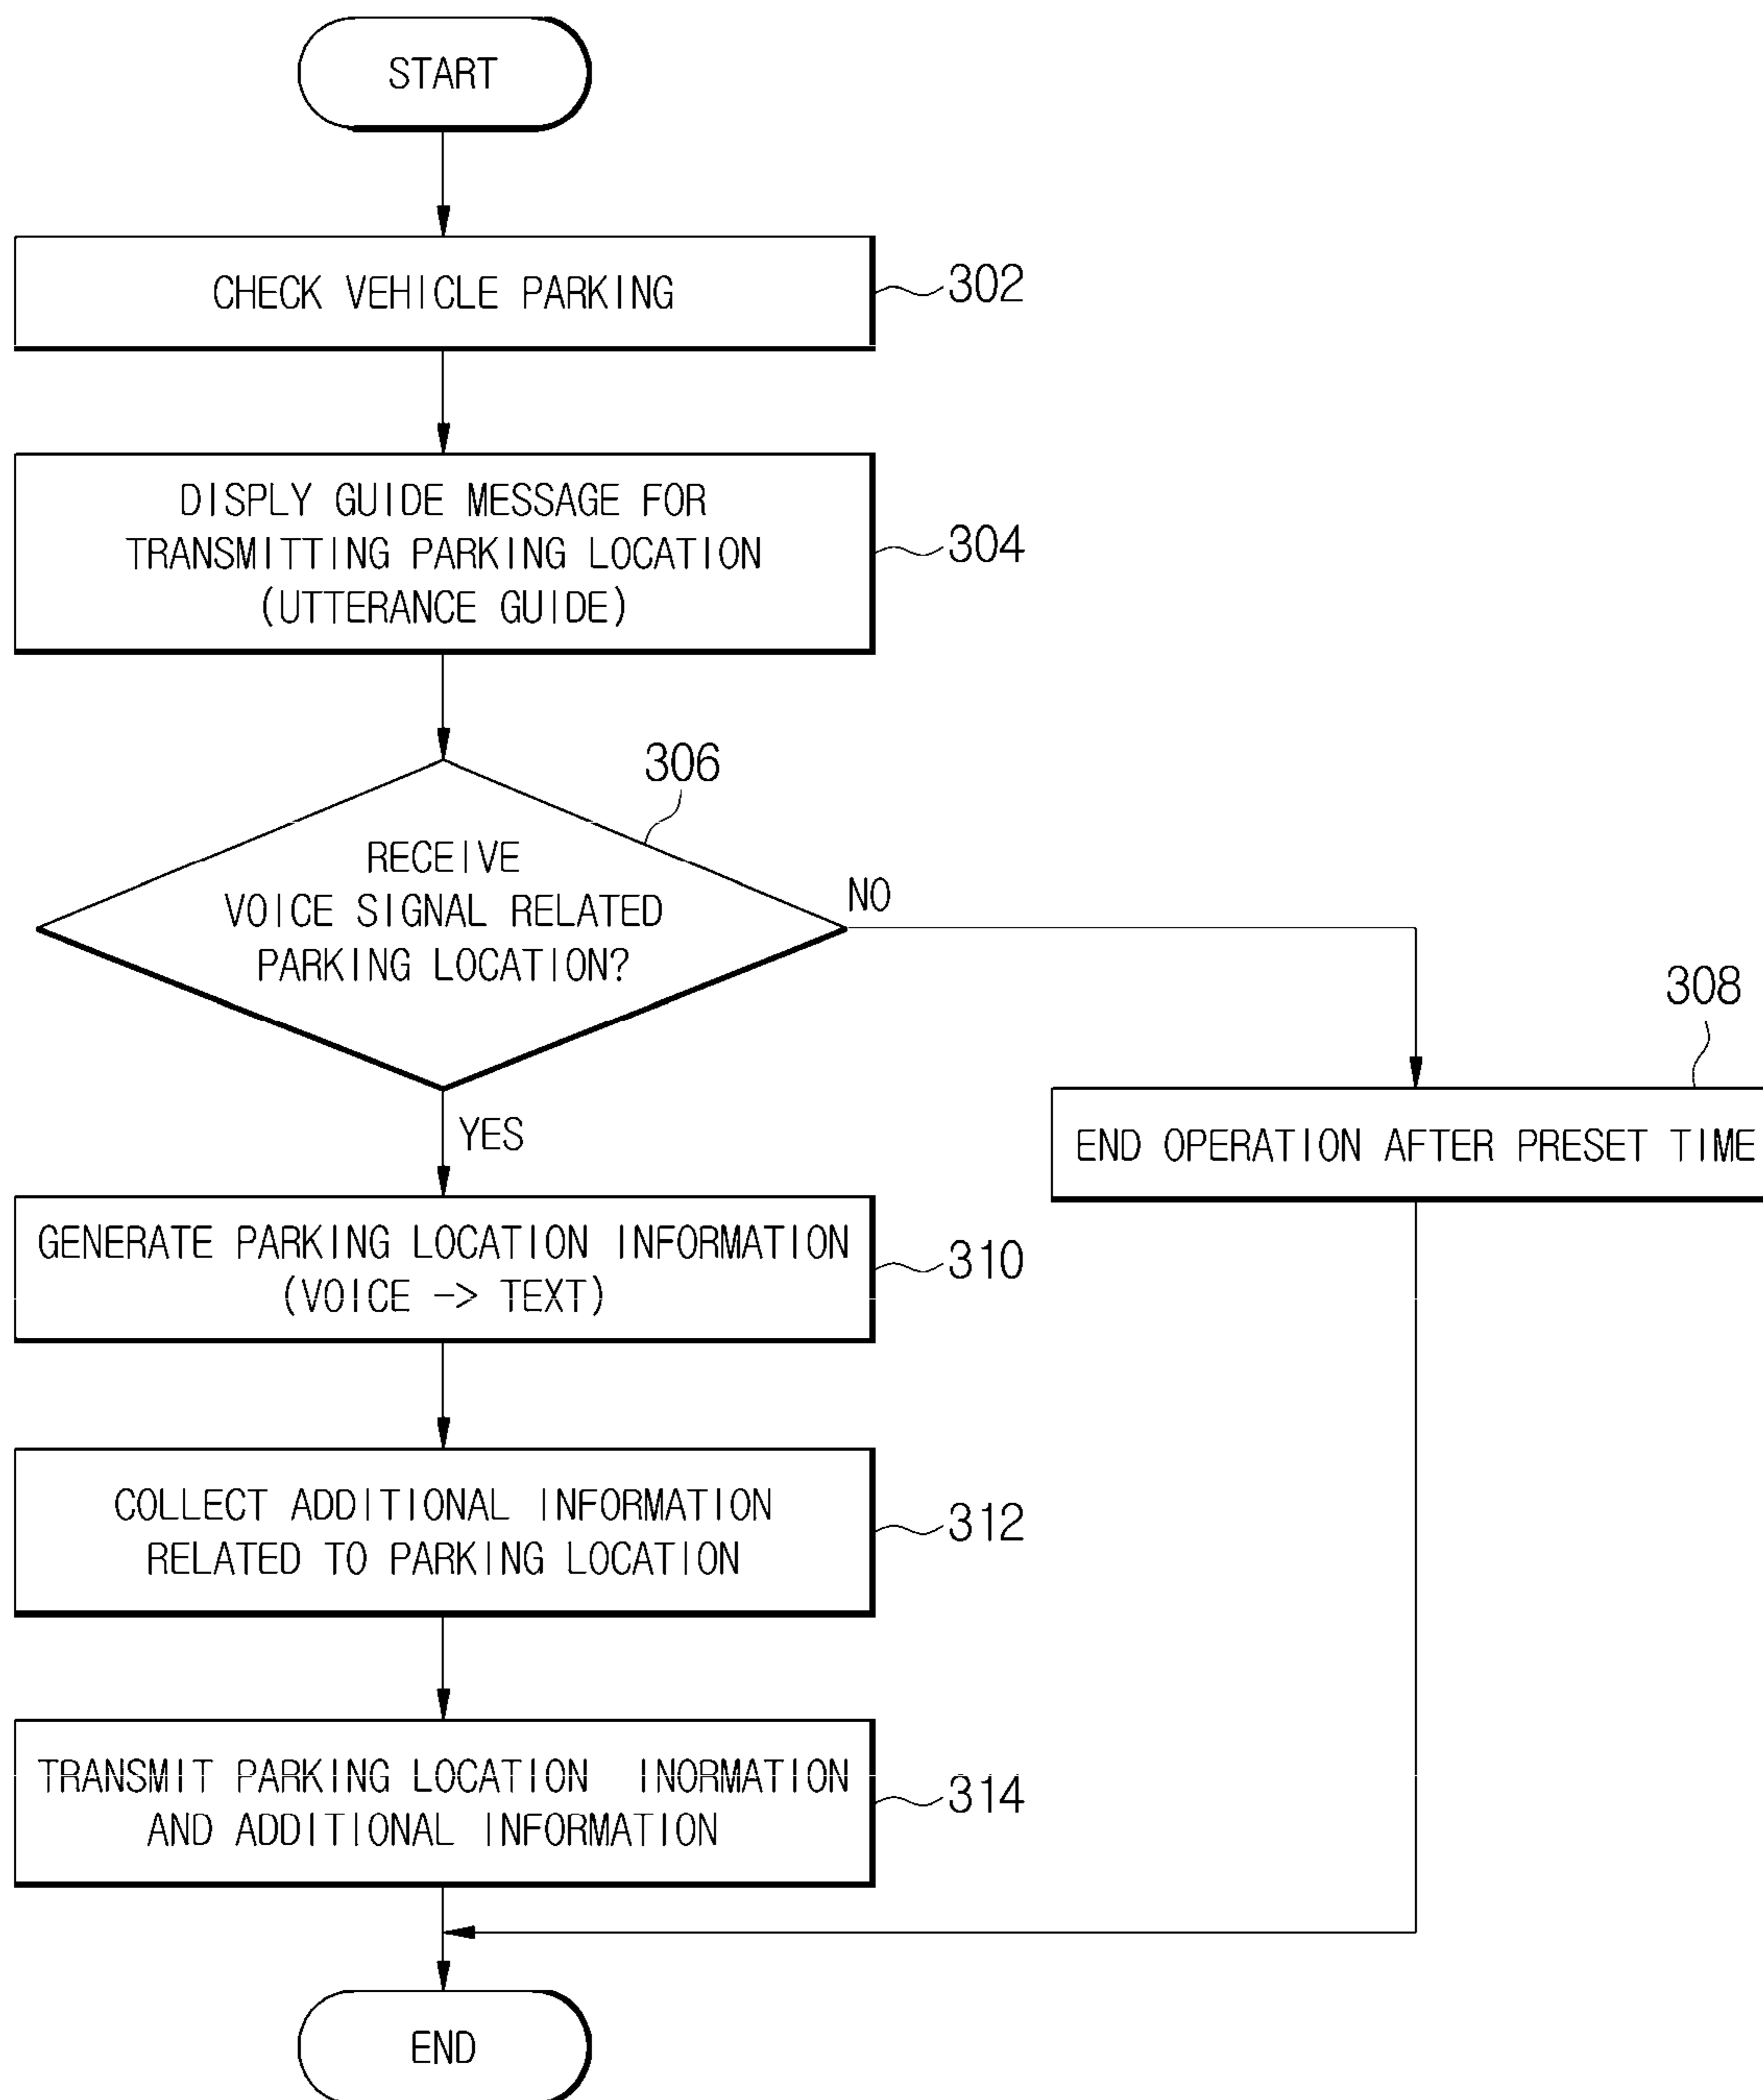 START
CHECK VEHICLE PARKING
302
DISPLY GUIDE MESSAGE FOR
TRANSMITTING PARKING LOCATION
(UTTERANCE GUIDE)
304
306
RECEIVE
VOICE SIGNAL RELATED
PARKING LOCATION?
NO
308
END OPERATION AFTER PRESET TIME
YES
GENERATE PARKING LOCATION INFORMATION
(VOICE -> TEXT)
310
COLLECT ADDITIONAL INFORMATION
RELATED TO PARKING LOCATION
312
TRANSMIT PARKING LOCATION INORMATION
AND ADDITIONAL INFORMATION
314
END